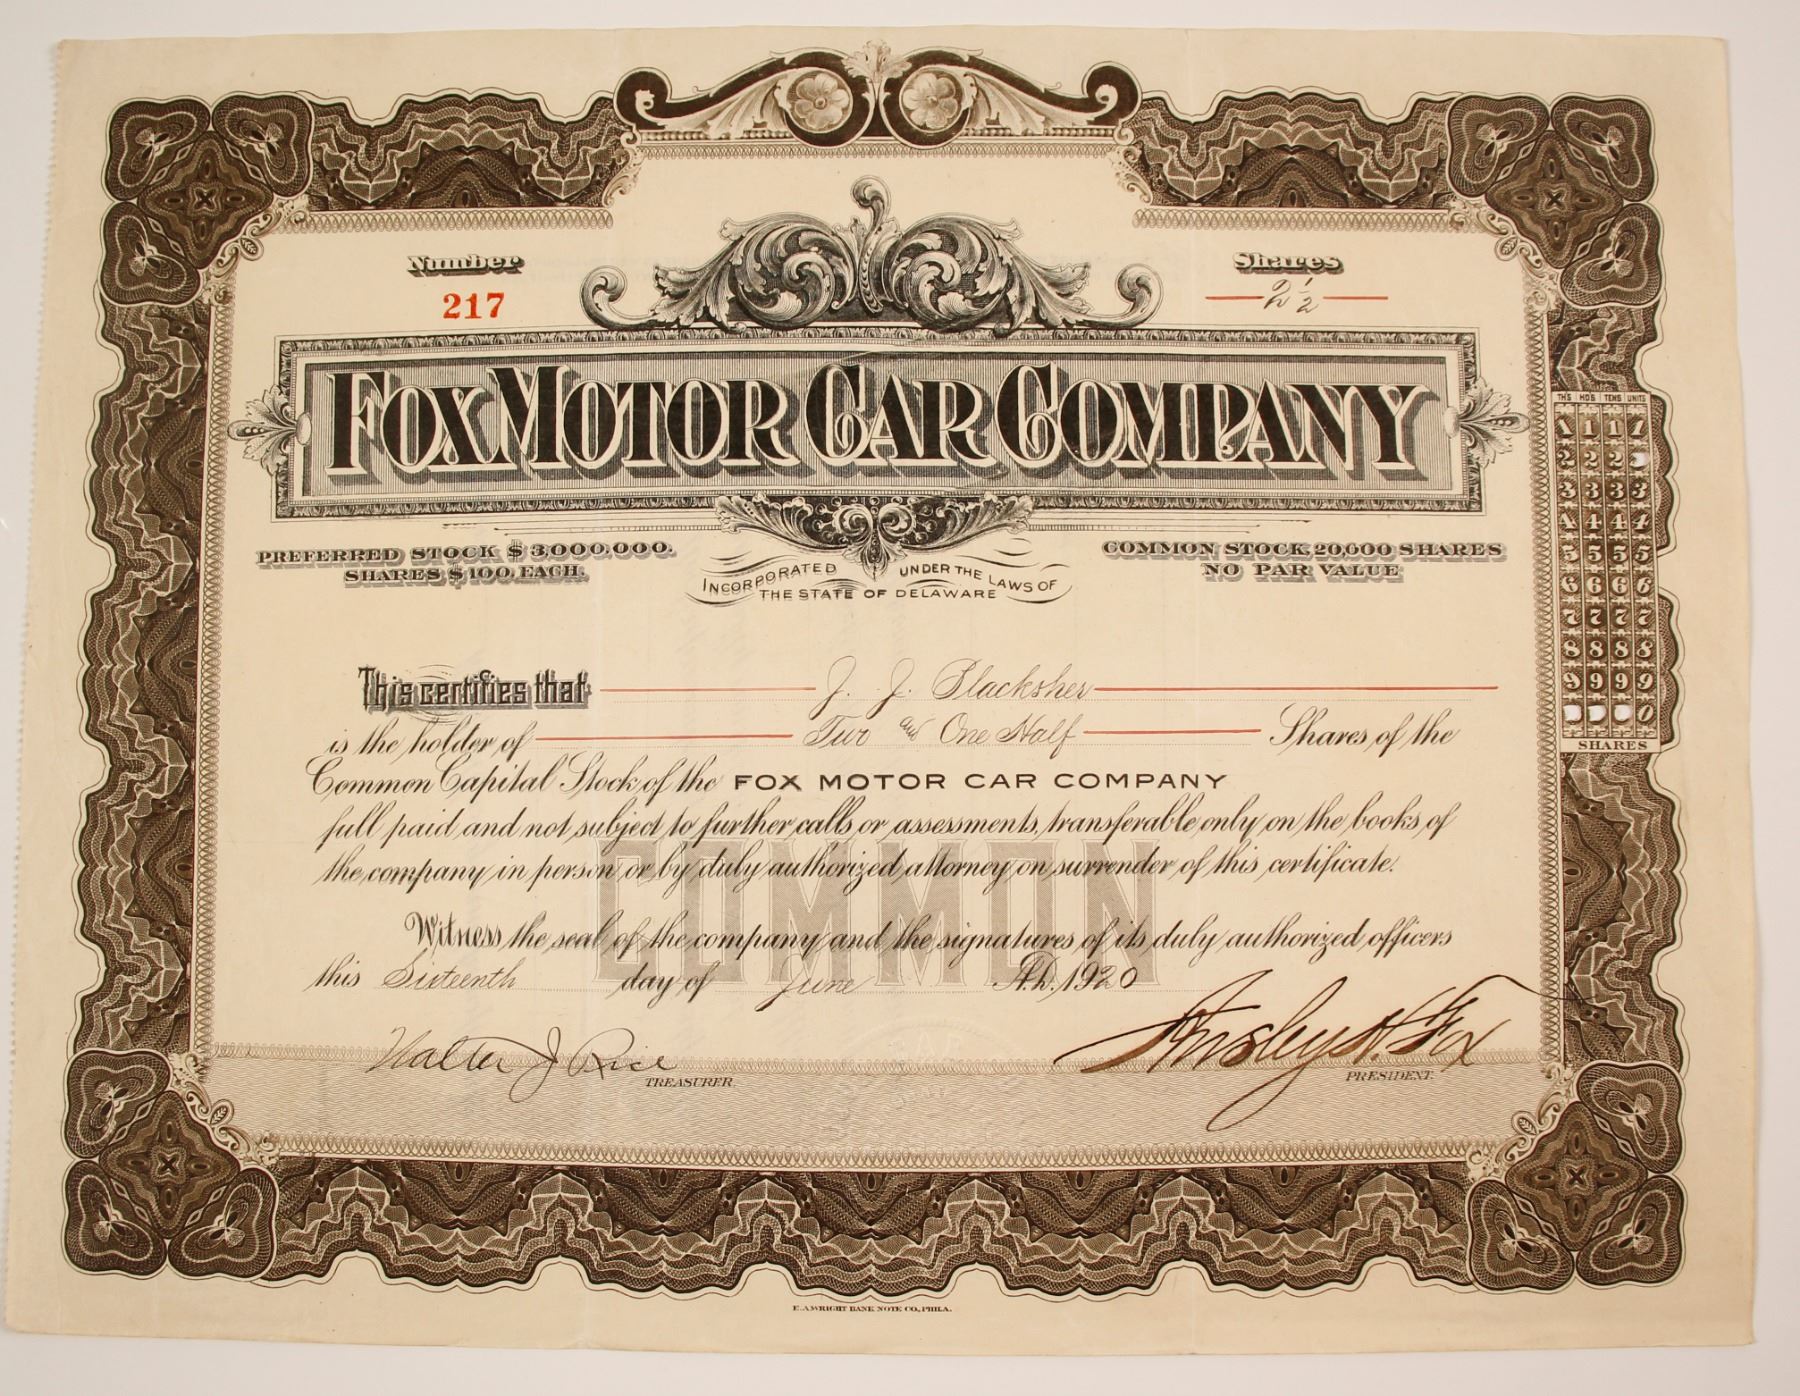 Number
217
Shares
2 1/2
FOX MOTOR CAR COMPANY
PREFERRED STOCK $3,000,000.
SHARES $100. EACH.
INCORPORATED UNDER THE LAWS OF
THE STATE OF DELAWARE
COMMON STOCK, 20,000 SHARES
NO PAR VALUE
TH'S HDS TENS UNITS
1 1 1 1
2 2 2
3 3 3 3
4 4 4 4
5 5 5 5
6 6 6 6
7 7 7 7
8 8 8 8
9 9 9 9
0
SHARES
This certifies that J. J. Slacksher
is the holder of Two and One Half Shares of the
Common Capital Stock of the FOX MOTOR CAR COMPANY
full paid and not subject to further calls or assessments, transferable only on the books of
the company in person or by duly authorized attorney on surrender of this certificate.
COMMON
Witness the seal of the company and the signatures of its duly authorized officers
this Sixteenth day of June A.D. 1920
Walter J Rice
TREASURER.
Ansley H. Fox
PRESIDENT.
E.A.WRIGHT BANK NOTE CO., PHILA.